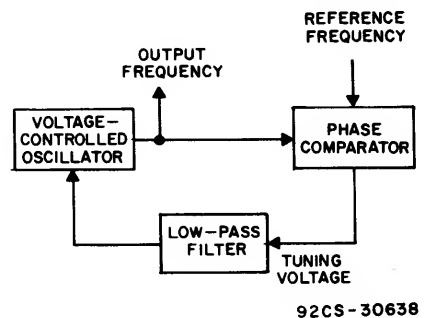 REFERENCE
FREQUENCY
OUTPUT
FREQUENCY
VOLTAGE-
CONTROLLED
OSCILLATOR
PHASE
COMPARATOR
LOW-PASS
FILTER
TUNING
VOLTAGE
92CS-30638